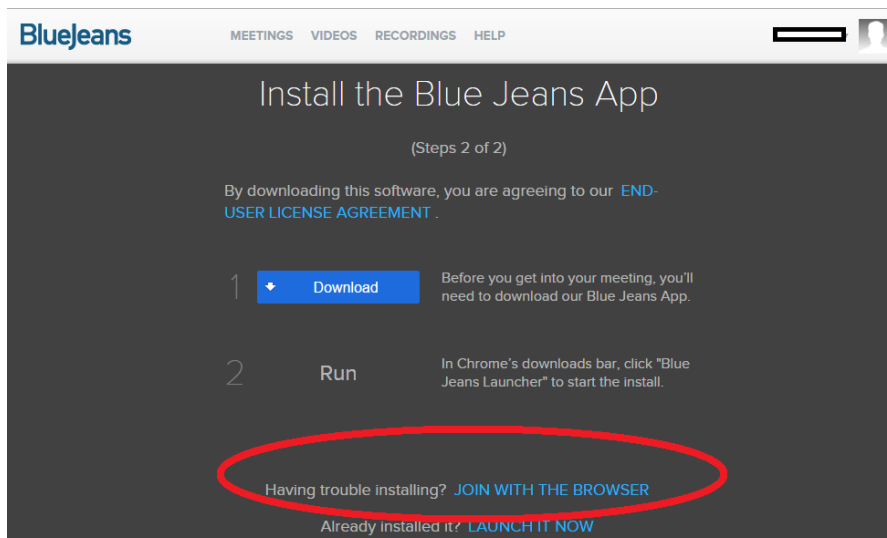 BlueJeans
MEETINGS VIDEOS RECORDINGS HELP
Install the Blue Jeans App
(Steps 2 of 2)
By downloading this software, you are agreeing to our END-
USER LICENSE AGREEMENT .
1 Download
Before you get into your meeting, you'll
need to download our Blue Jeans App.
2 Run
In Chrome's downloads bar, click "Blue
Jeans Launcher" to start the install.
Having trouble installing? JOIN WITH THE BROWSER
Already installed it? LAUNCH IT NOW